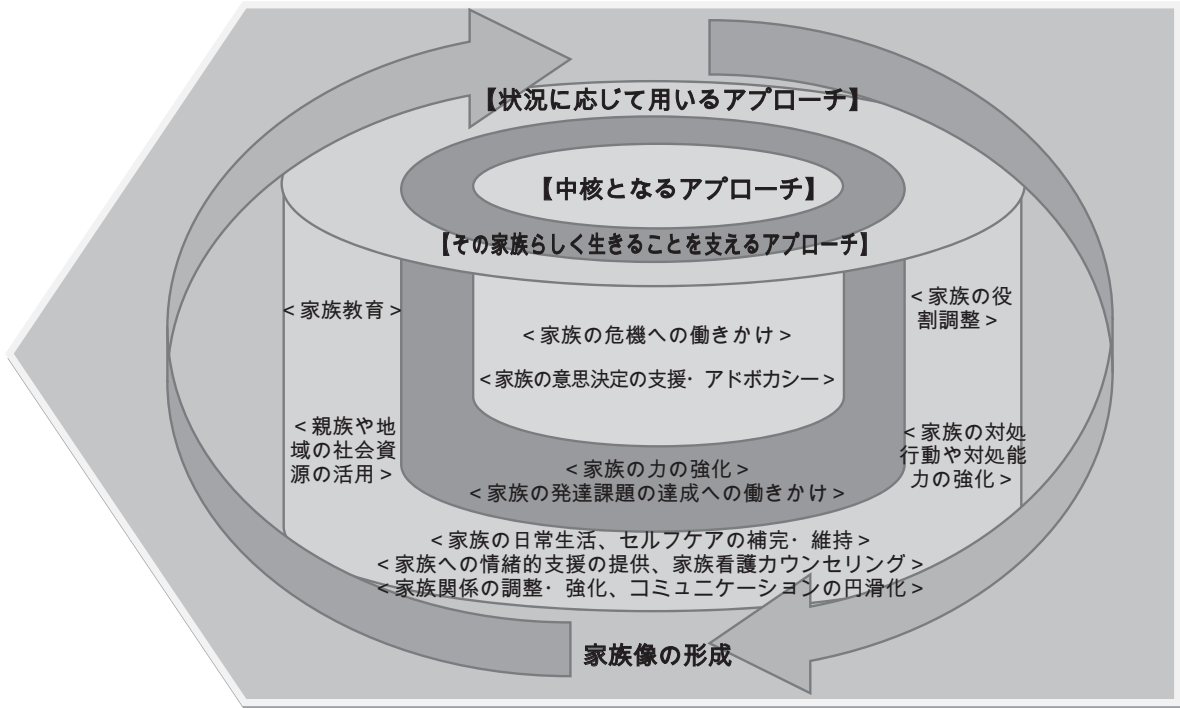 【状況に応じて用いるアプローチ】
【中核となるアプローチ】
【その家族らしく生きることを支えるアプローチ】
<家族教育>
<家族の役
割調整>
<家族の危機への働きかけ>
<家族の意思決定の支援・アドボカシー>
<親族や地
域の社会資
源の活用>
<家族の対処
行動や対処能
力の強化>
<家族の力の強化>
<家族の発達課題の達成への働きかけ>
<家族の日常生活、セルフケアの補完・維持>
<家族への情緒的支援の提供、家族看護カウンセリング>
<家族関係の調整・強化、コミュニケーションの円滑化>
家族像の形成